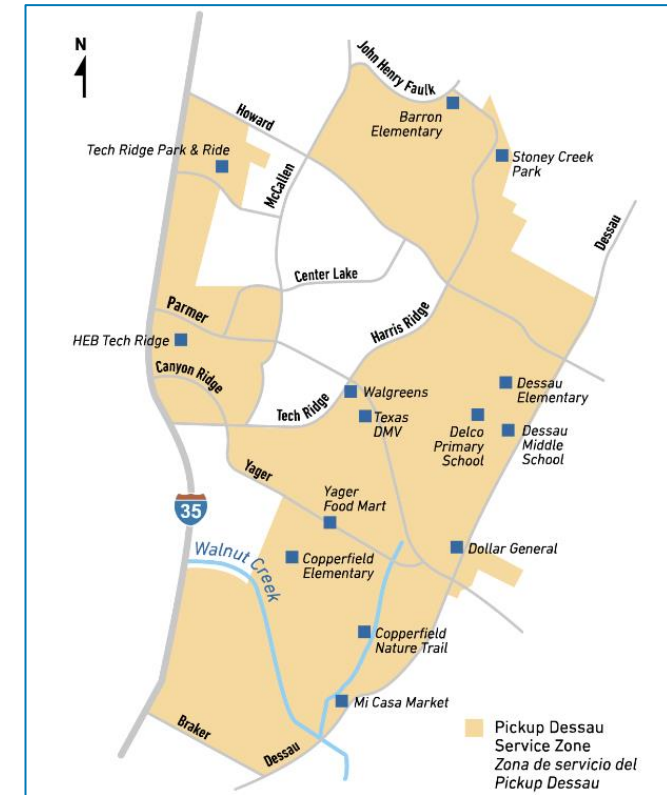 N
John Henry Faulk
Howard
Barron
Elementary
Tech Ridge Park & Ride
McCallen
Stoney Creek
Park
Dessau
Center Lake
Parmer
Harris Ridge
HEB Tech Ridge
Canyon Ridge
Walgreens
Dessau
Elementary
Tech Ridge
Texas
DMV
Delco
Primary
School
Dessau
Middle
School
Yager
Yager
Food Mart
35
Walnut Creek
Copperfield
Elementary
Dollar General
Copperfield
Nature Trail
Mi Casa Market
Braker
Dessau
Pickup Dessau
Service Zone
Zona de servicio del
Pickup Dessau